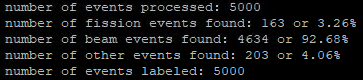 number of events processed: 5000
number of fission events found: 163 or 3.26%
number of beam events found: 4634 or 92.68%
number of other events found: 203 or 4.06%
number of events labeled: 5000